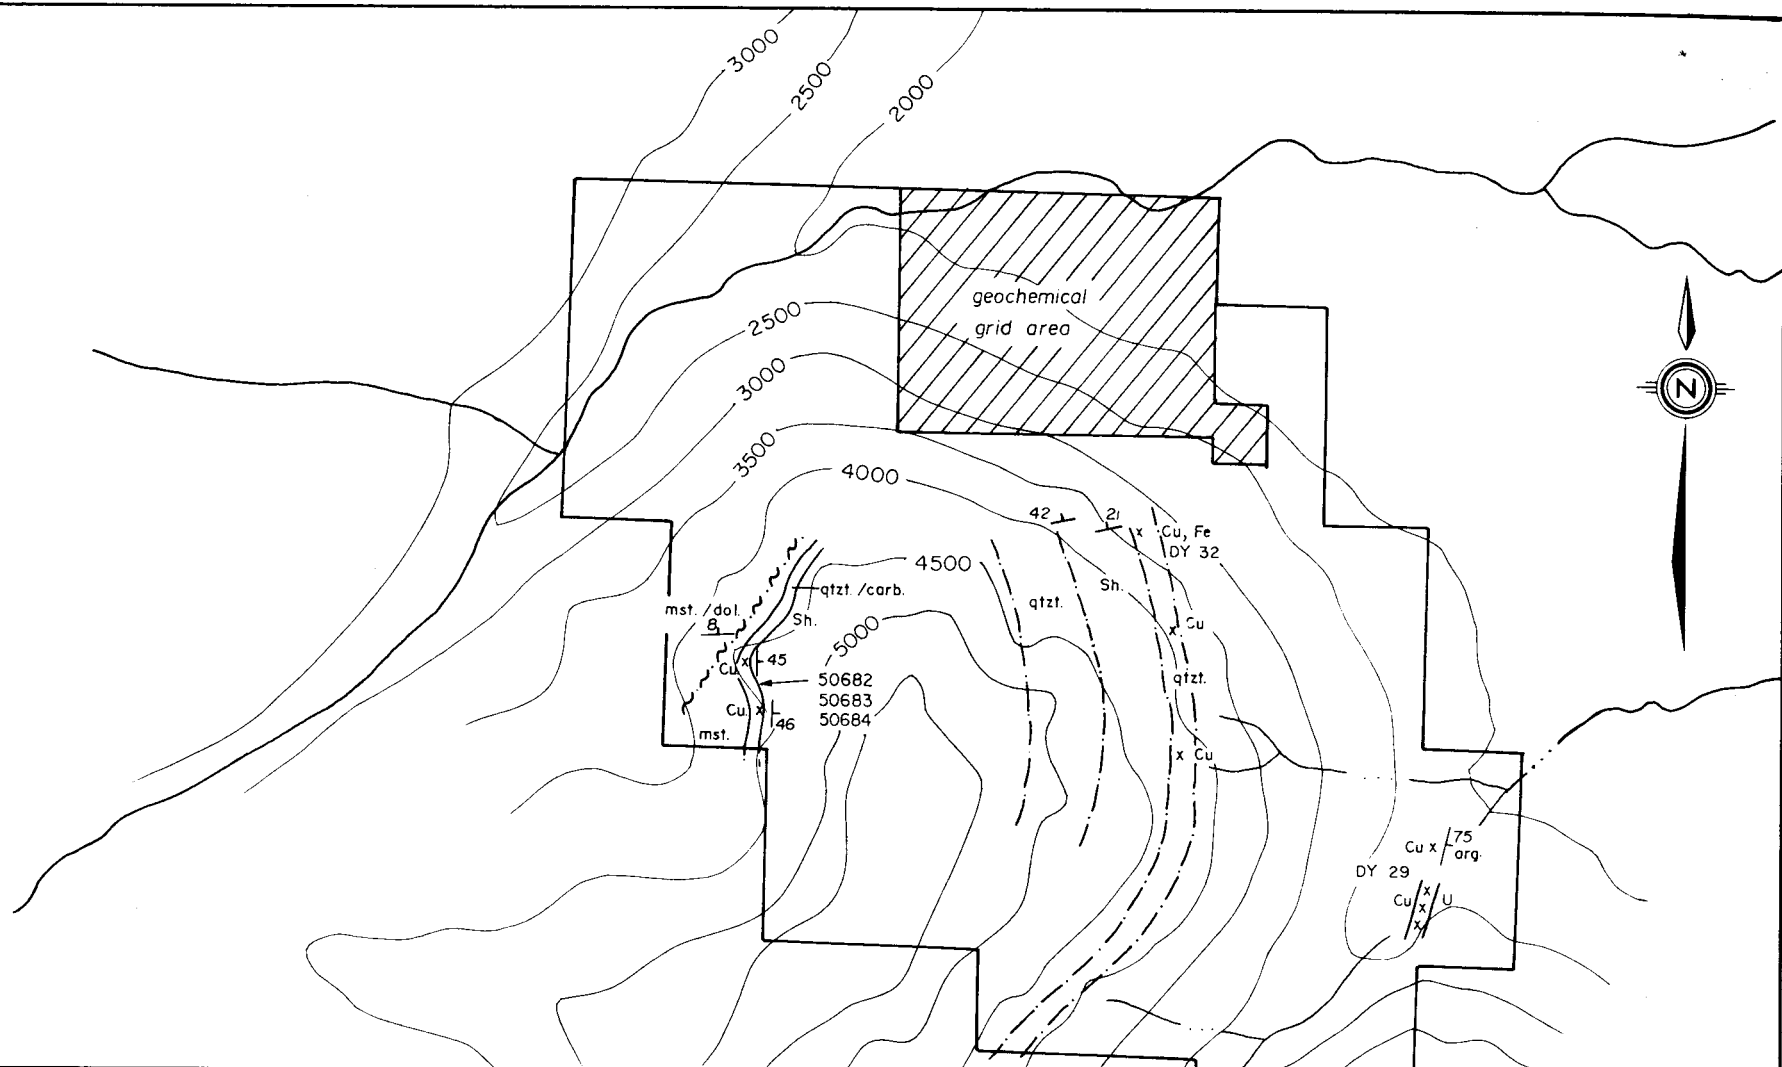 3000
2500
2000
geochemical
grid area
2500
3000
3500
4000
4500
5000
N
42
21
Cu, Fe
DY 32
Sh.
qtzt.
Cu
qtzt.
Cu
qtzt. /carb.
mst. /dol.
8
Sh.
Cu
45
50682
50683
50684
Cu
46
mst.
75
Cu x
arg.
DY 29
Cu
U